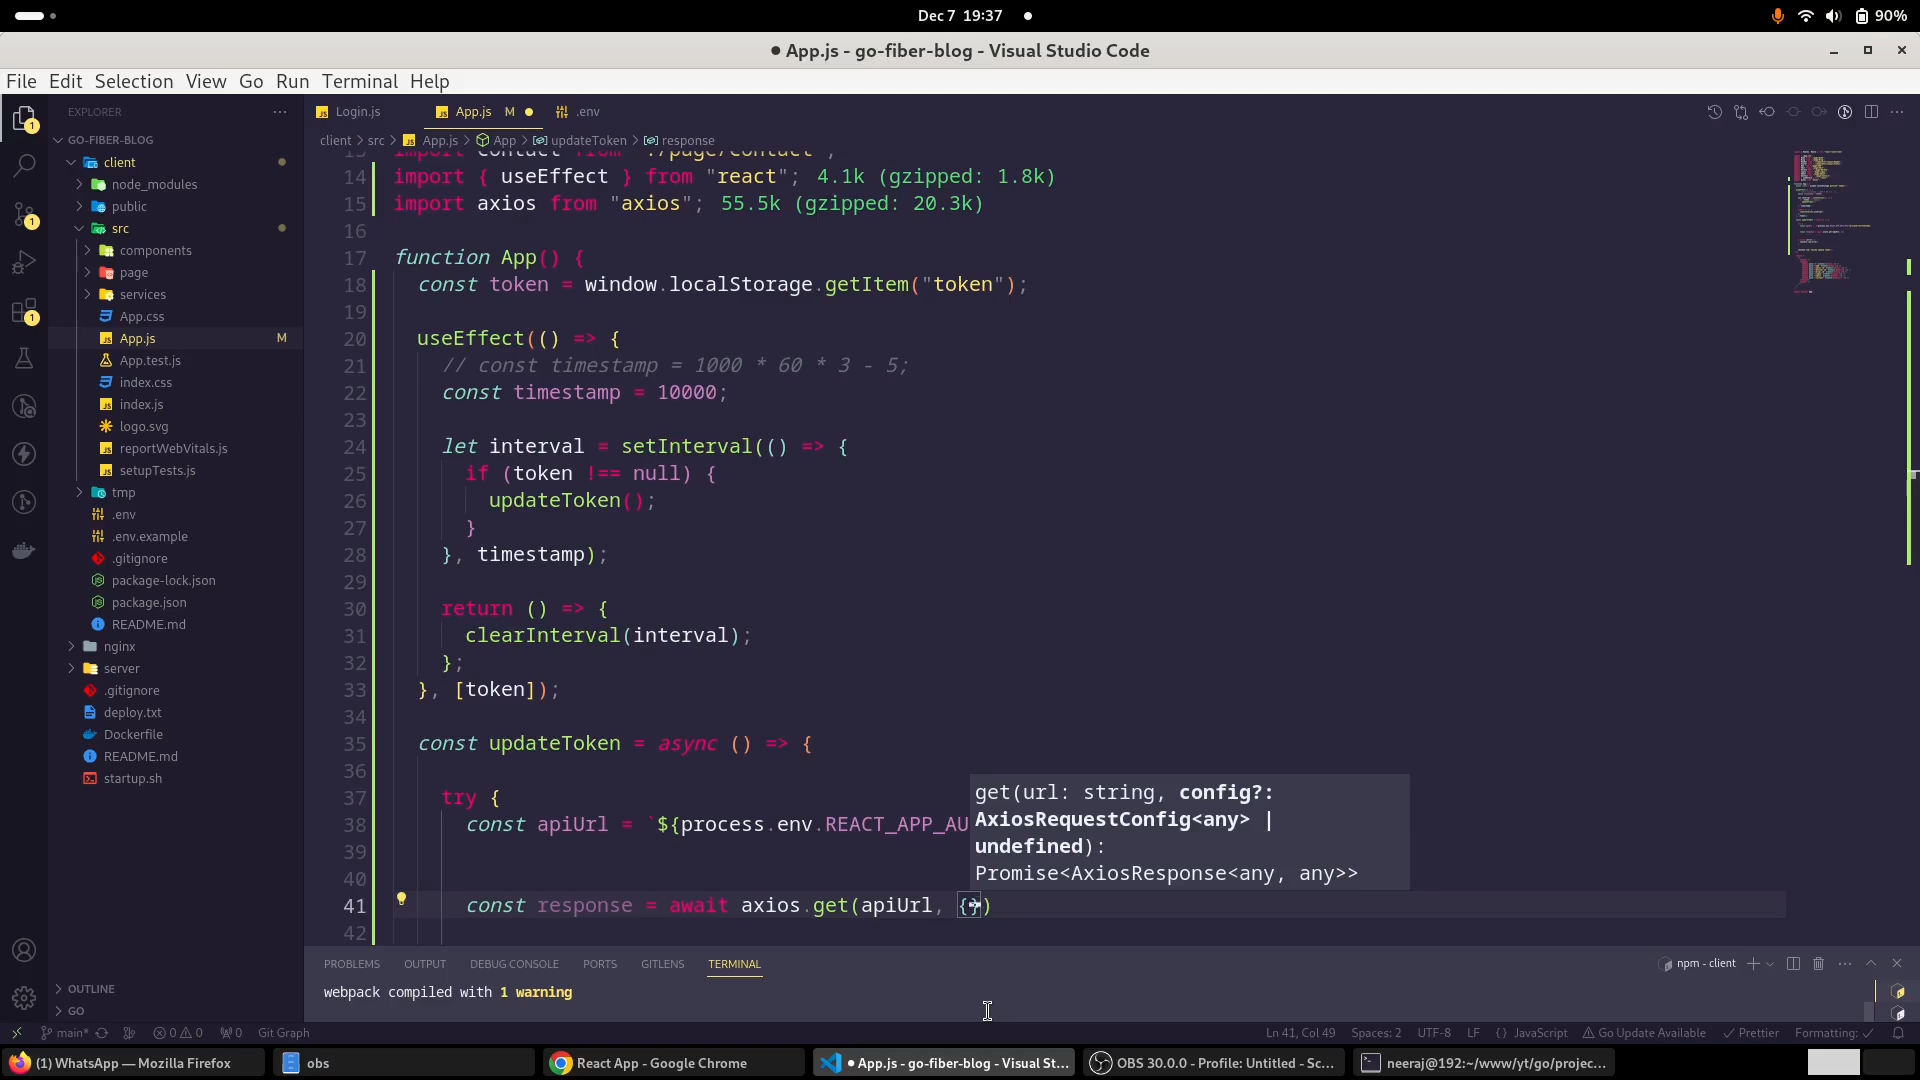 Dec 7 19:37
90%
● App.js - go-fiber-blog - Visual Studio Code
File Edit Selection View Go Run Terminal Help
EXPLORER
GO-FIBER-BLOG
client
node_modules
public
src
components
page
services
App.css
App.js M
App.test.js
index.css
index.js
logo.svg
reportWebVitals.js
setupTests.js
tmp
.env
.env.example
.gitignore
package-lock.json
package.json
README.md
nginx
server
.gitignore
deploy.txt
Dockerfile
README.md
startup.sh
OUTLINE
GO
Login.js App.js M .env
client > src > App.js > App > updateToken > response
14 import { useEffect } from "react"; 4.1k (gzipped: 1.8k)
15 import axios from "axios"; 55.5k (gzipped: 20.3k)
16
17 function App() {
18 const token = window.localStorage.getItem("token");
19
20 useEffect(() => {
21 // const timestamp = 1000 * 60 * 3 - 5;
22 const timestamp = 10000;
23
24 let interval = setInterval(() => {
25 if (token !== null) {
26 updateToken();
27 }
28 }, timestamp);
29
30 return () => {
31 clearInterval(interval);
32 };
33 }, [token]);
34
35 const updateToken = async () => {
36
37 try {
38 const apiUrl = `${process.env.REACT_APP_AU
39
40
41 const response = await axios.get(apiUrl, {})
42
get(url: string, config?:
AxiosRequestConfig<any> |
undefined):
Promise<AxiosResponse<any, any>>
PROBLEMS OUTPUT DEBUG CONSOLE PORTS GITLENS TERMINAL
npm - client
webpack compiled with 1 warning
main* 0 0 0 Git Graph
Ln 41, Col 49 Spaces: 2 UTF-8 LF {} JavaScript Go Update Available Prettier Formatting: ✓
(1) WhatsApp — Mozilla Firefox
obs
React App - Google Chrome
● App.js - go-fiber-blog - Visual St...
OBS 30.0.0 - Profile: Untitled - Sc...
neeraj@192:~/www/yt/go/projec...